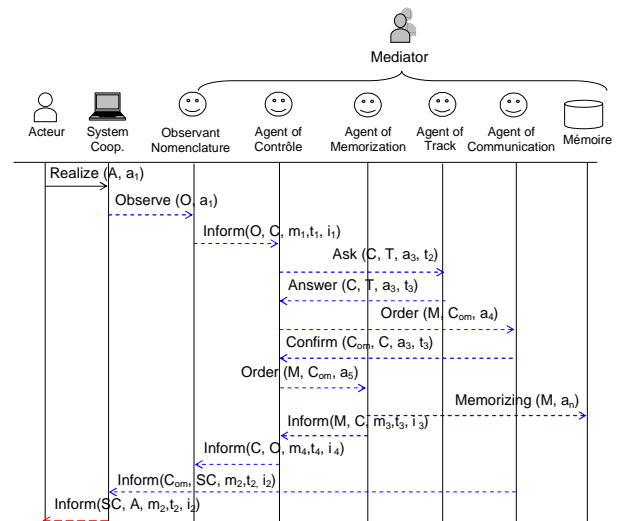 Mediator
Acteur
System
Coop.
Observant
Nomenclature
Agent of
Contrôle
Agent of
Memorization
Agent of
Track
Agent of
Communication
Mémoire
Realize (A, a₁)
Observe (O, a₁)
Inform(O, C, m₁,t₁, i₁)
Ask (C, T, a₃, t₂)
Answer (C, T, a₃, t₃)
Order (M, Cₒₘ, a₄)
Confirm (Cₒₘ, C, a₃, t₃)
Order (M, Cₒₘ, a₅)
Memorizing (M, aₙ)
Inform(M, C, m₃,t₃, i₃)
Inform(C, O, m₄,t₄, i₄)
Inform(Cₒₘ, SC, m₂,t₂, i₂)
Inform(SC, A, m₂,t₂, i₂)